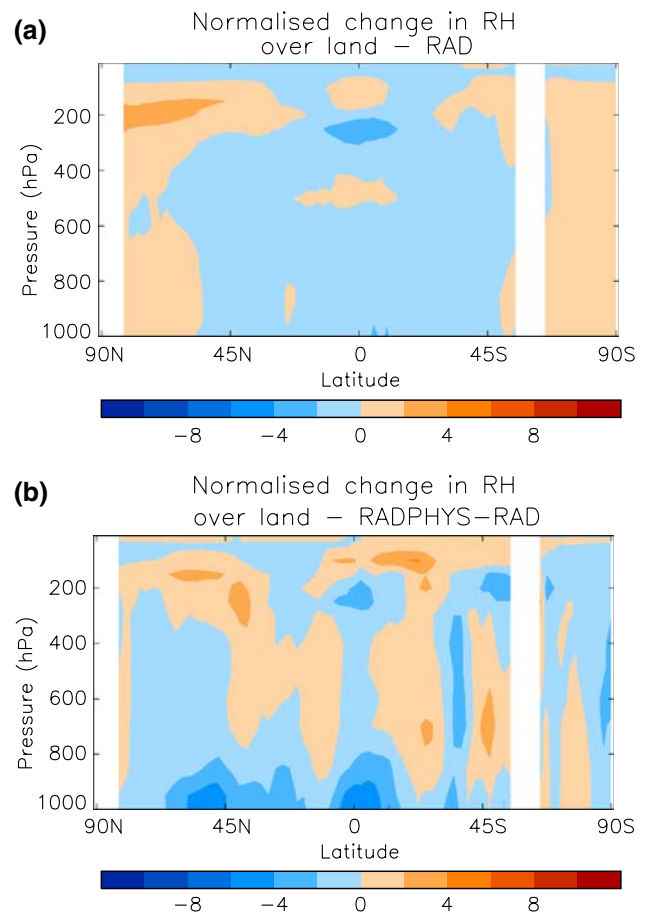 (a)
Normalised change in RH
over land – RAD
Pressure (hPa)
200
400
600
800
1000
90N 45N 0 45S 90S
Latitude
−8 −4 0 4 8
(b)
Normalised change in RH
over land – RADPHYS–RAD
Pressure (hPa)
200
400
600
800
1000
90N 45N 0 45S 90S
Latitude
−8 −4 0 4 8